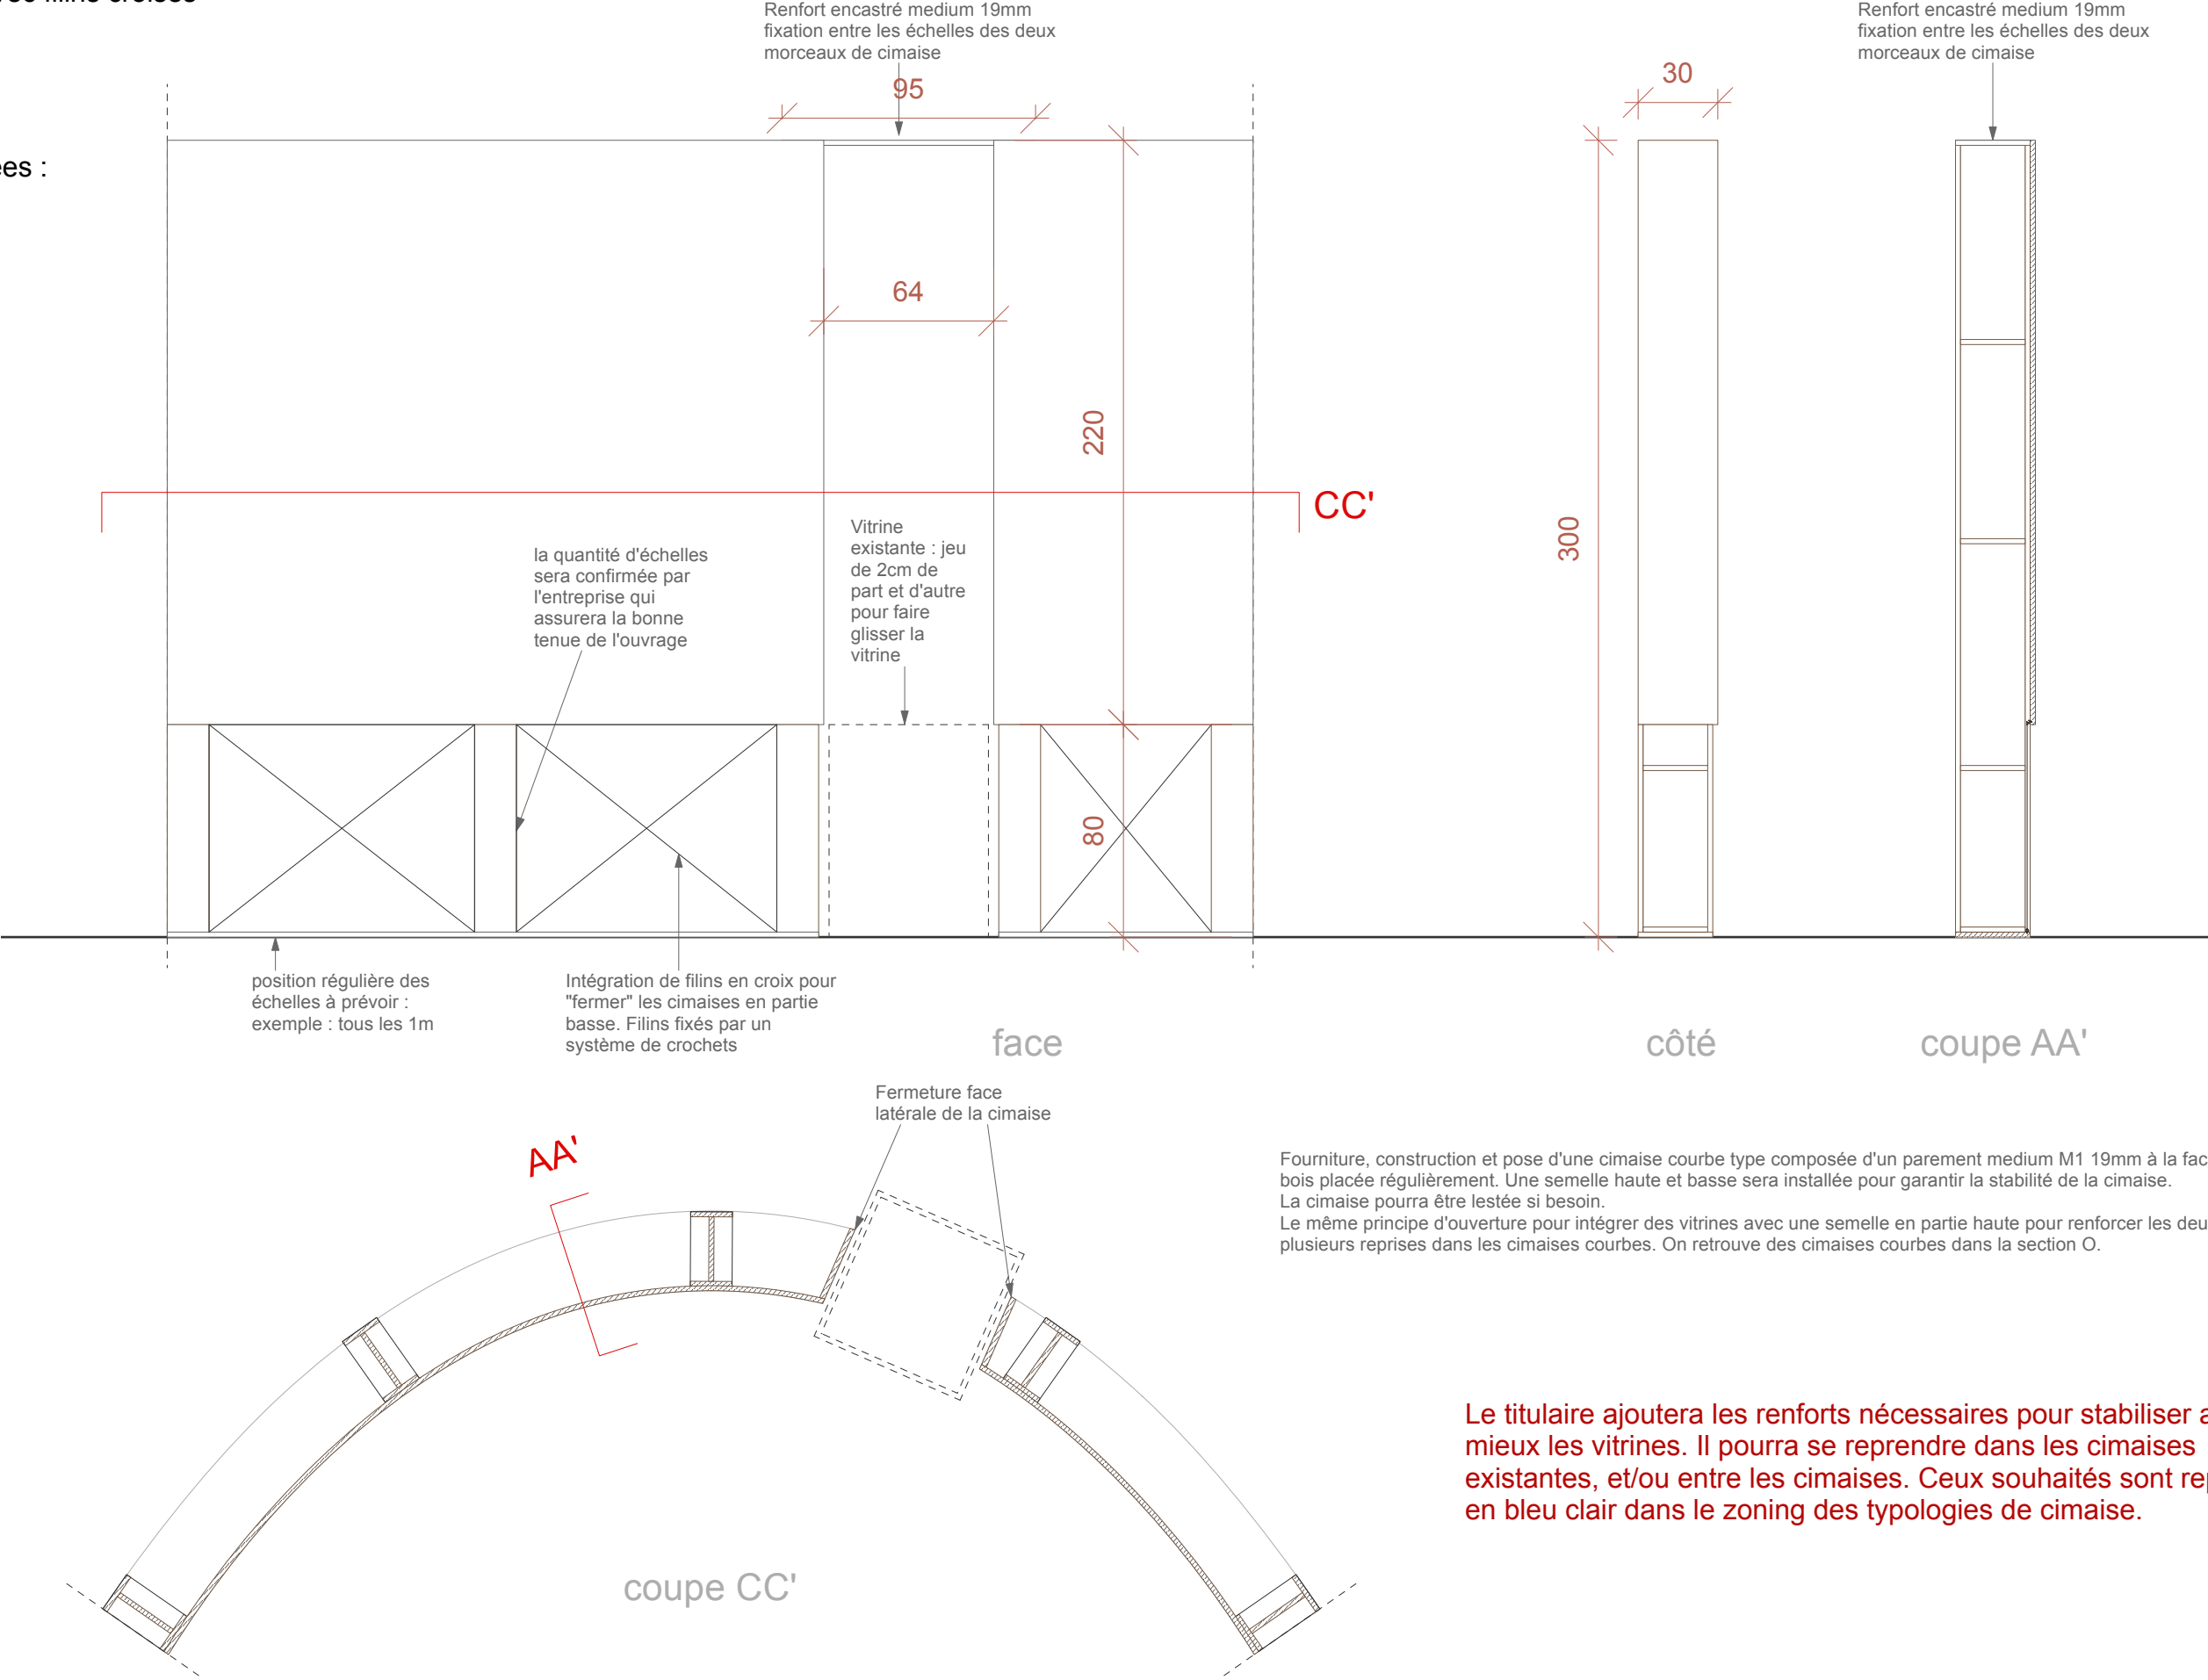 filins croisés
Renfort encastré medium 19mm
fixation entre les échelles des deux
morceaux de cimaise
Renfort encastré medium 19mm
fixation entre les échelles des deux
morceaux de cimaise
95
30
:
64
220
CC'
300
la quantité d'échelles
sera confirmée par
l'entreprise qui
assurera la bonne
tenue de l'ouvrage
Vitrine
existante : jeu
de 2cm de
part et d'autre
pour faire
glisser la
vitrine
80
position régulière des
échelles à prévoir :
exemple : tous les 1m
Intégration de filins en croix pour
"fermer" les cimaises en partie
basse. Filins fixés par un
système de crochets
face
côté
coupe AA'
Fermeture face
latérale de la cimaise
AA'
Fourniture, construction et pose d'une cimaise courbe type composée d'un parement medium M1 19mm à la
bois placée régulièrement. Une semelle haute et basse sera installée pour garantir la stabilité de la cimaise.
La cimaise pourra être lestée si besoin.
Le même principe d'ouverture pour intégrer des vitrines avec une semelle en partie haute pour renforcer les
plusieurs reprises dans les cimaises courbes. On retrouve des cimaises courbes dans la section O.
Le titulaire ajoutera les renforts nécessaires pour stabiliser
mieux les vitrines. Il pourra se reprendre dans les cimaises
existantes, et/ou entre les cimaises. Ceux souhaités sont
en bleu clair dans le zoning des typologies de cimaise.
coupe CC'